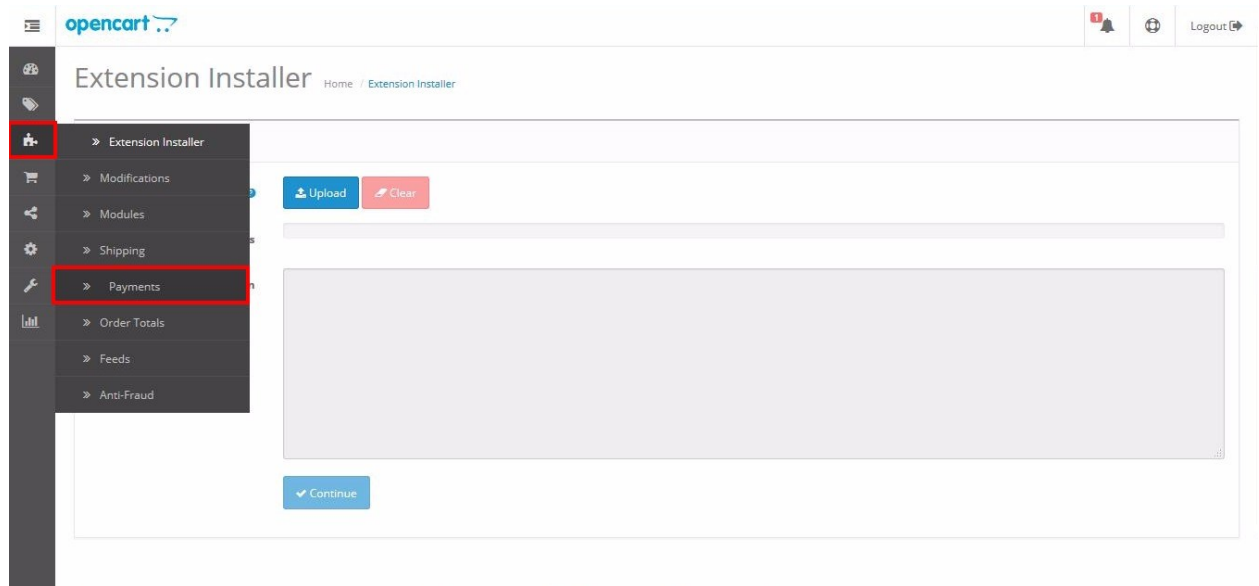 opencart
1
Logout
Extension Installer
Home / Extension Installer
» Extension Installer
» Modifications
» Modules
» Shipping
» Payments
» Order Totals
» Feeds
» Anti-Fraud
Upload
Clear
s
n
Continue